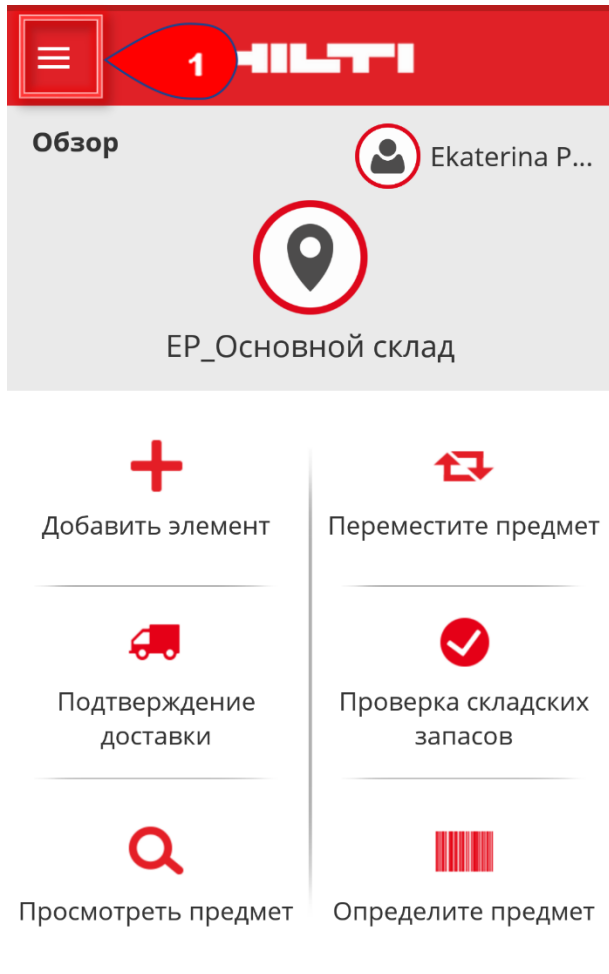 1
HILTI
Обзор
Ekaterina P...
EP_Основной склад
Добавить элемент
Переместите предмет
Подтверждение
доставки
Проверка складских
запасов
Просмотреть предмет
Определите предмет